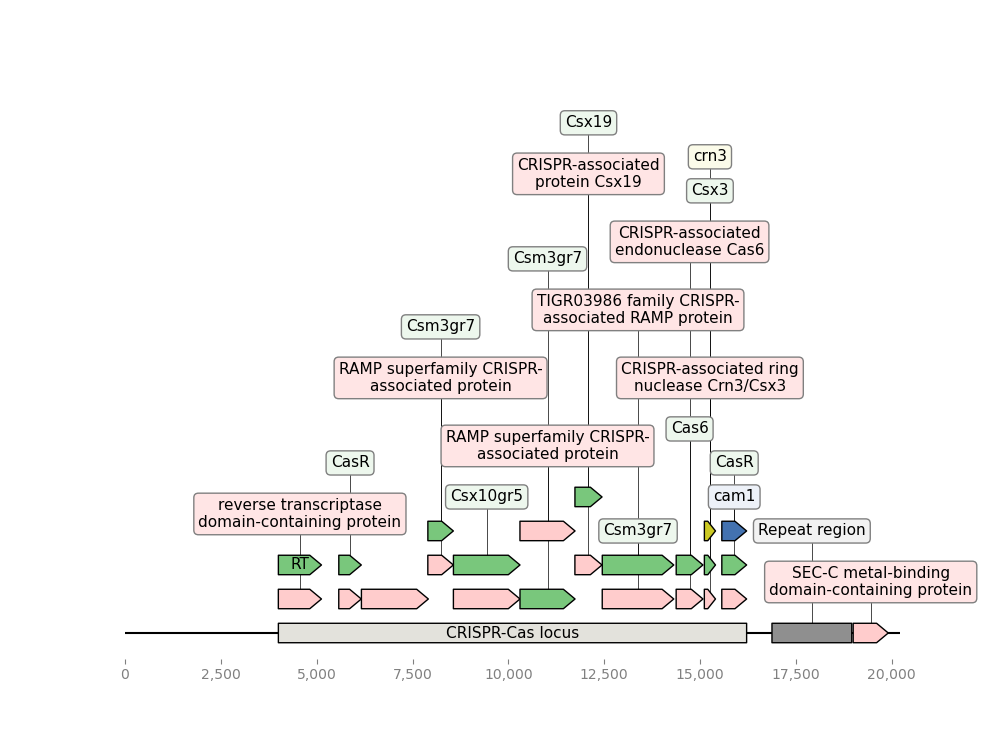 Csx19
crn3
CRISPR-associated
protein Csx19
Csx3
CRISPR-associated
endonuclease Cas6
Csm3gr7
TIGR03986 family CRISPR-
associated RAMP protein
Csm3gr7
RAMP superfamily CRISPR-
associated protein
CRISPR-associated ring
nuclease Crn3/Csx3
Cas6
RAMP superfamily CRISPR-
associated protein
CasR
CasR
reverse transcriptase
domain-containing protein
Csx10gr5
cam1
Csm3gr7
Repeat region
RT
SEC-C metal-binding
domain-containing protein
CRISPR-Cas locus
0 2,500 5,000 7,500 10,000 12,500 15,000 17,500 20,000